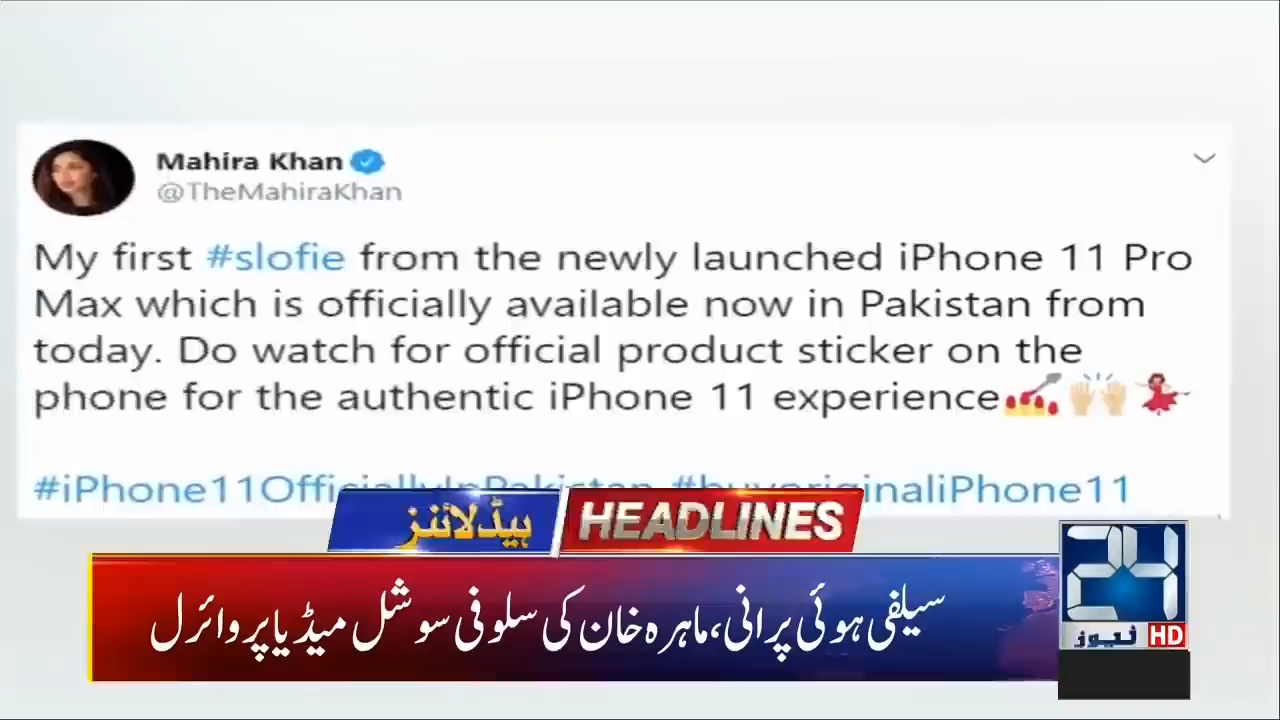 Mahira Khan
@TheMahiraKhan
My first #slofie from the newly launched iPhone 11 Pro
Max which is officially available now in Pakistan from
today. Do watch for official product sticker on the
phone for the authentic iPhone 11 experience
#iPhone11OfficiallyInPakistan #buyoriginaliPhone11
ہیڈلائنز HEADLINES
سیلفی ہوئی پرانی، ماہرہ خان کی سلوفی سوشل میڈیا پر وائرل
24
نیوز HD